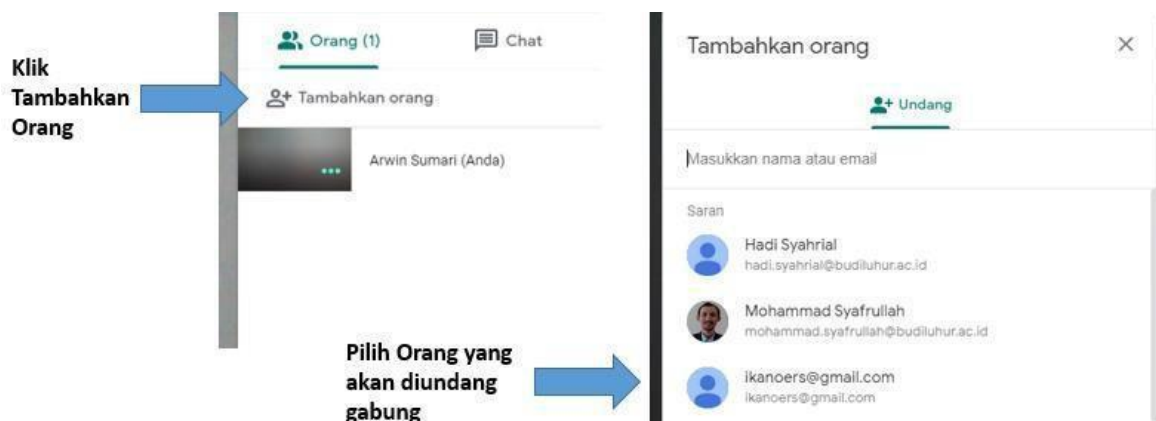 Klik
Tambahkan
Orang
Orang (1)
Chat
Tambahkan orang
Arwin Sumari (Anda)
Pilih Orang yang
akan diundang
gabung
Tambahkan orang
Undang
Masukkan nama atau email
Saran
Hadi Syahrial
hadi.syahrial@budiluhur.ac.id
Mohammad Syafrullah
mohammad.syafrullah@budiluhur.ac.id
ikanoers@gmail.com
ikanoers@gmail.com